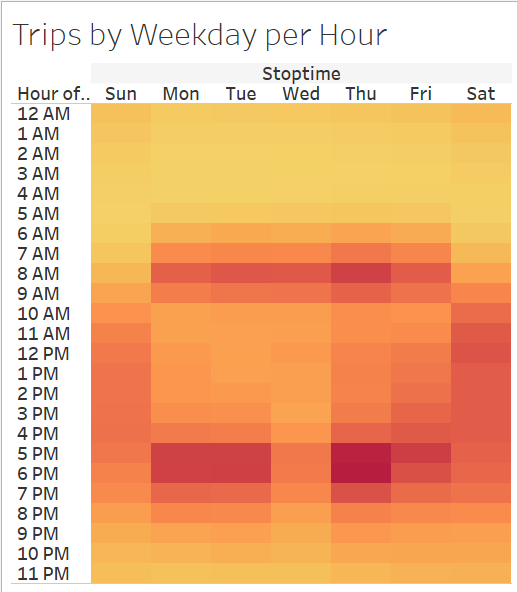 Trips by Weekday per Hour
Stoptime
Hour of.. Sun Mon Tue Wed Thu Fri Sat
12 AM
1 AM
2 AM
3 AM
4 AM
5 AM
6 AM
7 AM
8 AM
9 AM
10 AM
11 AM
12 PM
1 PM
2 PM
3 PM
4 PM
5 PM
6 PM
7 PM
8 PM
9 PM
10 PM
11 PM